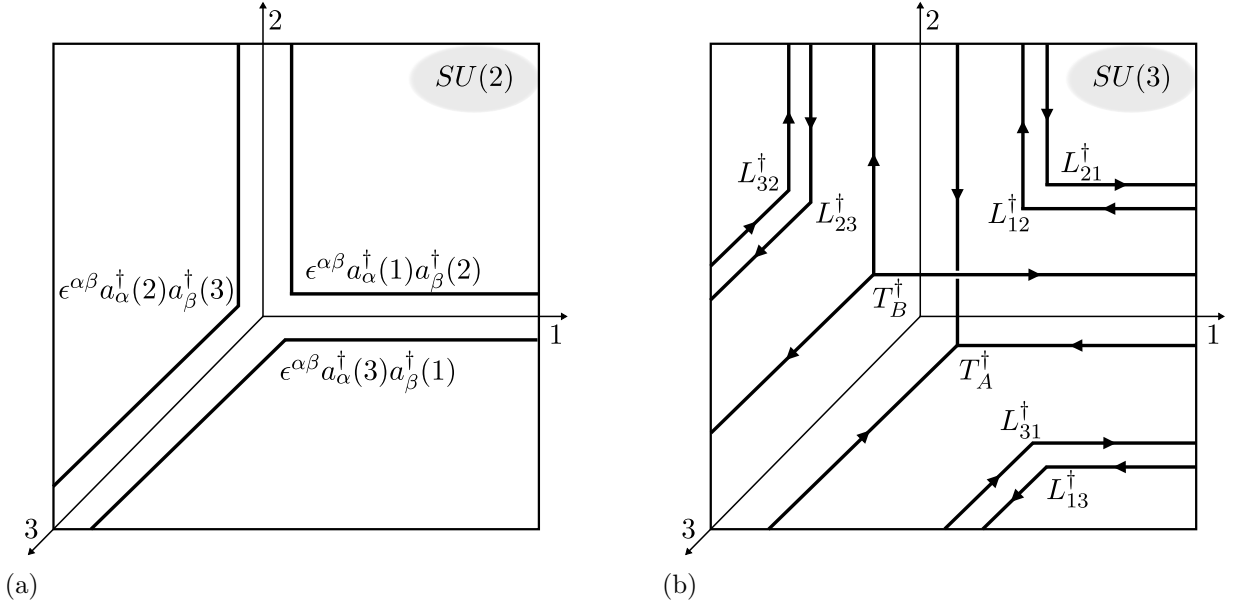 2
SU(2)
ϵ^{αβ}a†_α(2)a†_β(3)
ϵ^{αβ}a†_α(1)a†_β(2)
1
ϵ^{αβ}a†_α(3)a†_β(1)
3
(a)
2
SU(3)
L†_{32}
L†_{23}
L†_{21}
L†_{12}
T†_B
1
T†_A
L†_{31}
L†_{13}
3
(b)